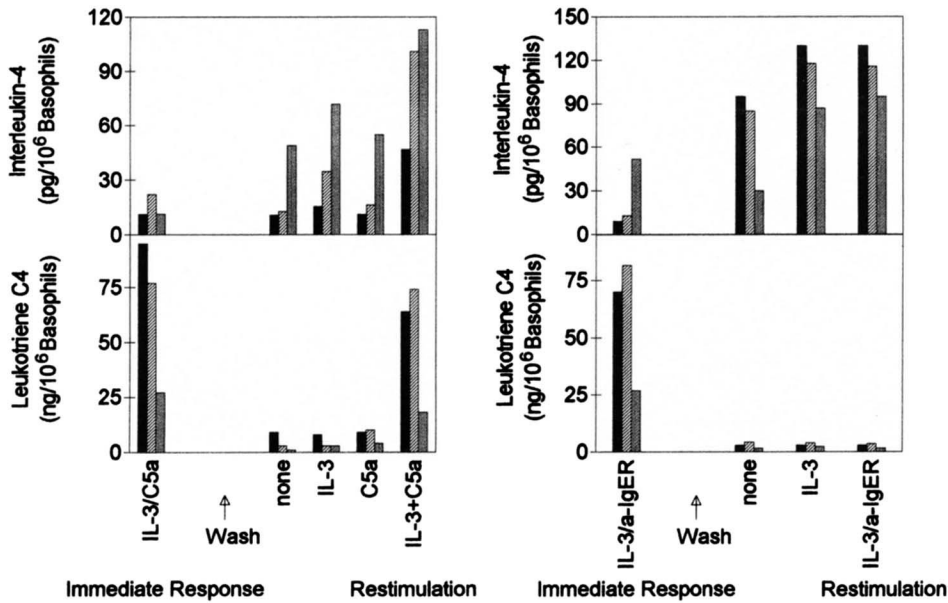 120
90
60
30
0
Interleukin-4
(pg/10⁶ Basophils)
75
50
25
0
Leukotriene C4
(ng/10⁶ Basophils)
IL-3/C5a
none
IL-3
C5a
IL-3+C5a
Wash
Immediate Response
Restimulation
150
120
90
60
30
0
Interleukin-4
(pg/10⁶ Basophils)
75
50
25
0
Leukotriene C4
(ng/10⁶ Basophils)
IL-3/a-IgER
none
IL-3
IL-3/a-IgER
Wash
Immediate Response
Restimulation